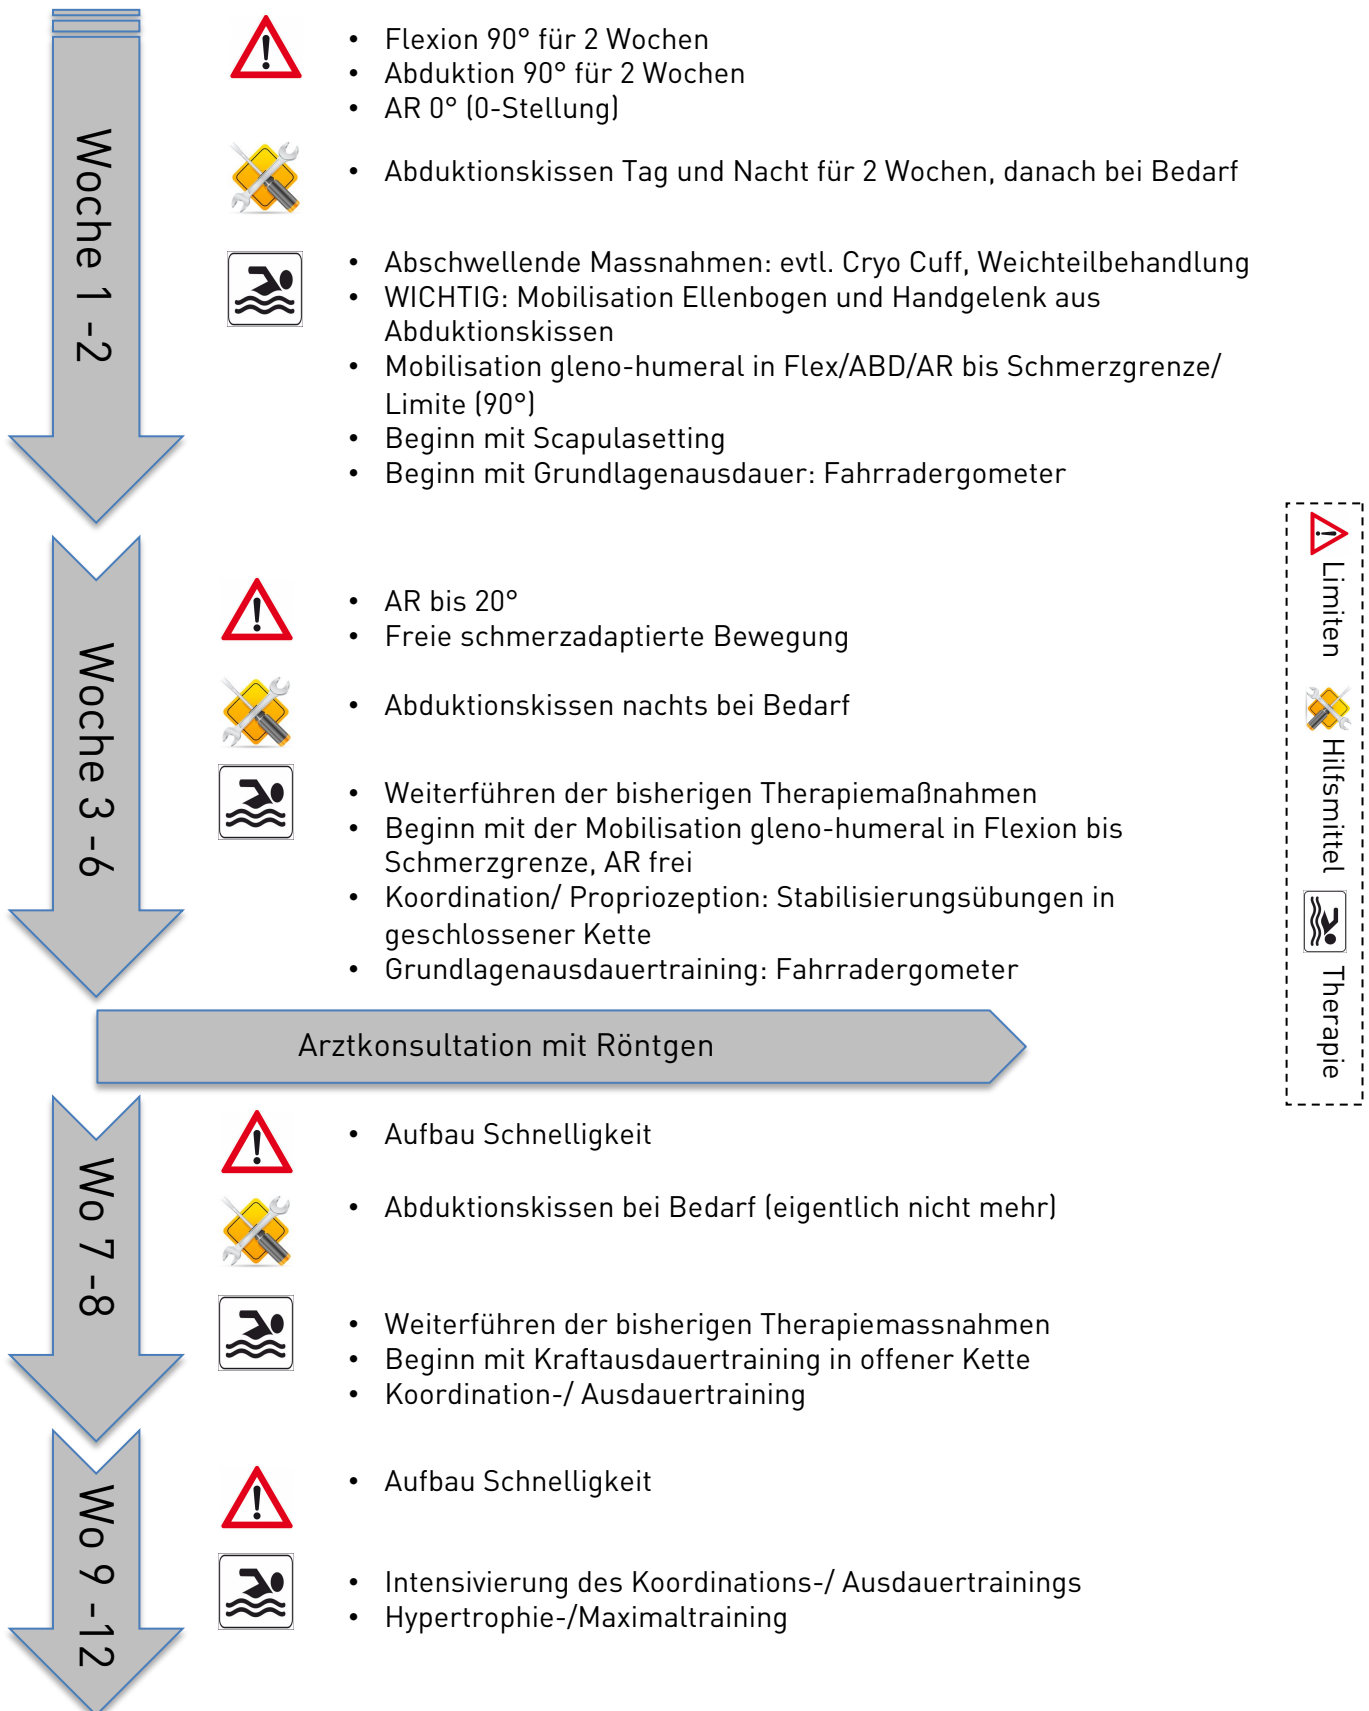 Woche 1 -2
• Flexion 90° für 2 Wochen
• Abduktion 90° für 2 Wochen
• AR 0° (0-Stellung)
• Abduktionskissen Tag und Nacht für 2 Wochen, danach bei Bedarf
• Abschwellende Massnahmen: evtl. Cryo Cuff, Weichteilbehandlung
• WICHTIG: Mobilisation Ellenbogen und Handgelenk aus
Abduktionskissen
• Mobilisation gleno-humeral in Flex/ABD/AR bis Schmerzgrenze/
Limite (90°)
• Beginn mit Scapulasetting
• Beginn mit Grundlagenausdauer: Fahrradergometer
Woche 3 -6
• AR bis 20°
• Freie schmerzadaptierte Bewegung
• Abduktionskissen nachts bei Bedarf
• Weiterführen der bisherigen Therapiemaßnahmen
• Beginn mit der Mobilisation gleno-humeral in Flexion bis
Schmerzgrenze, AR frei
• Koordination/ Propriozeption: Stabilisierungsübungen in
geschlossener Kette
• Grundlagenausdauertraining: Fahrradergometer
Limiten Hilfsmittel Therapie
Arztkonsultation mit Röntgen
Wo 7 -8
• Aufbau Schnelligkeit
• Abduktionskissen bei Bedarf (eigentlich nicht mehr)
• Weiterführen der bisherigen Therapiemassnahmen
• Beginn mit Kraftausdauertraining in offener Kette
• Koordination-/ Ausdauertraining
Wo 9 -12
• Aufbau Schnelligkeit
• Intensivierung des Koordinations-/ Ausdauertrainings
• Hypertrophie-/Maximaltraining